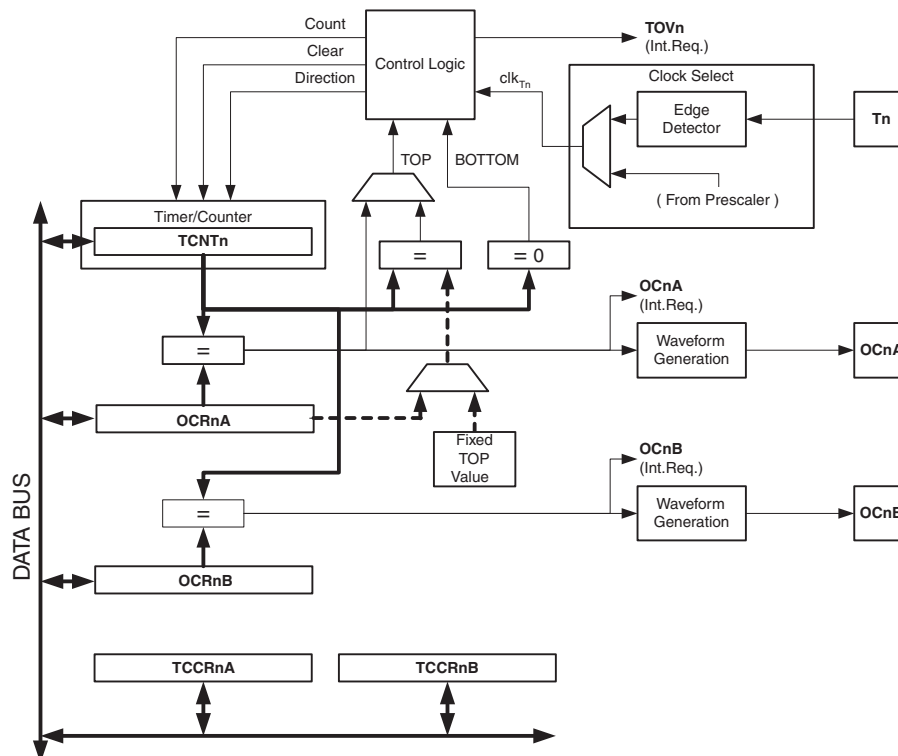 Count
Clear
Direction
Control Logic
TOVn
(Int.Req.)
clkTn
Clock Select
Edge
Detector
Tn
( From Prescaler )
TOP
BOTTOM
Timer/Counter
TCNTn
=
= 0
OCnA
(Int.Req.)
=
Waveform
Generation
OCnA
OCRnA
Fixed
TOP
Value
OCnB
(Int.Req.)
=
Waveform
Generation
OCnB
OCRnB
DATA BUS
TCCRnA
TCCRnB